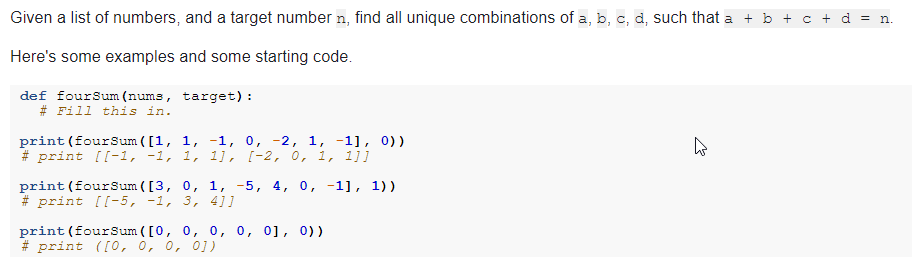 Given a list of numbers, and a target number n, find all unique combinations of a, b, c, d, such that a + b + c + d = n.
Here's some examples and some starting code.
def fourSum(nums, target):
  # Fill this in.
print(fourSum([1, 1, -1, 0, -2, 1, -1], 0))
# print [[-1, -1, 1, 1], [-2, 0, 1, 1]]
print(fourSum([3, 0, 1, -5, 4, 0, -1], 1))
# print [[-5, -1, 3, 4]]
print(fourSum([0, 0, 0, 0, 0], 0))
# print ([0, 0, 0, 0])